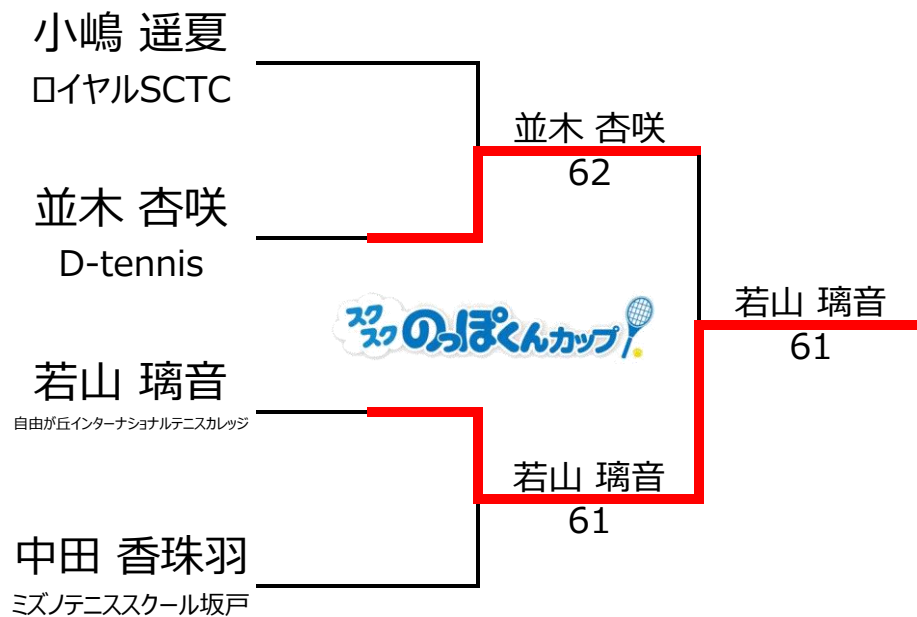 小嶋 遥夏
ロイヤルSCTC
並木 杏咲
62
並木 杏咲
D-tennis
スクスク のっぽくんカップ
若山 璃音
61
若山 璃音
自由が丘インターナショナルテニスカレッジ
若山 璃音
61
中田 香珠羽
ミズノテニススクール坂戸